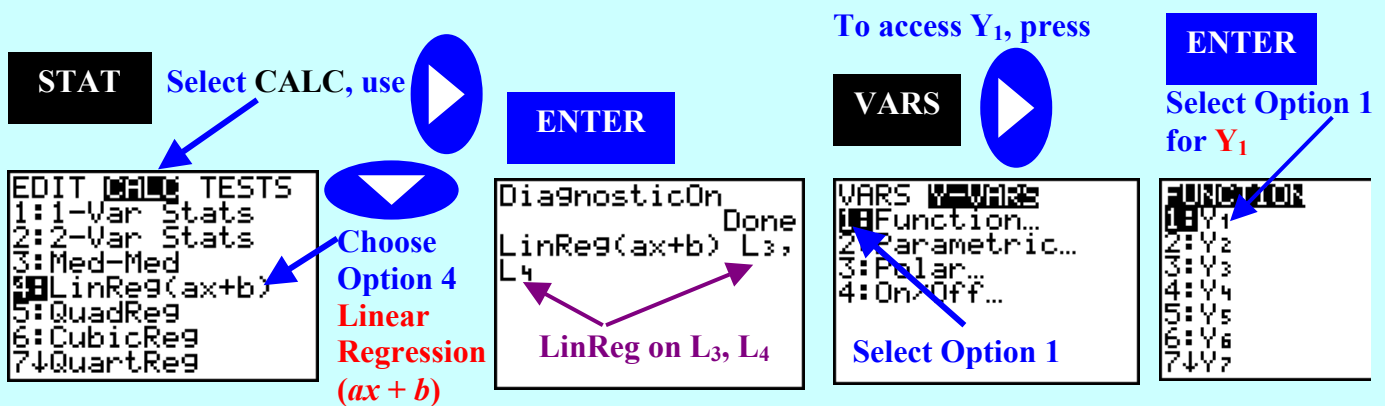 STAT
Select CALC, use
EDIT CALC TESTS
1:1-Var Stats
2:2-Var Stats
3:Med-Med
4:LinReg(ax+b)
5:QuadReg
6:CubicReg
7↓QuartReg
Choose
Option 4
Linear
Regression
(ax + b)
ENTER
DiagnosticOn
Done
LinReg(ax+b) L₃,
L₄
LinReg on L₃, L₄
To access Y₁, press
VARS
VARS Y-VARS
1:Function…
2:Parametric…
3:Polar…
4:On/Off…
Select Option 1
ENTER
Select Option 1
for Y₁
FUNCTION
1:Y₁
2:Y₂
3:Y₃
4:Y₄
5:Y₅
6:Y₆
7↓Y₇